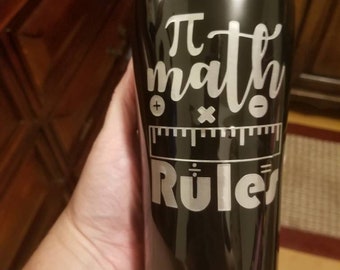 π
math
+ × −
Rules